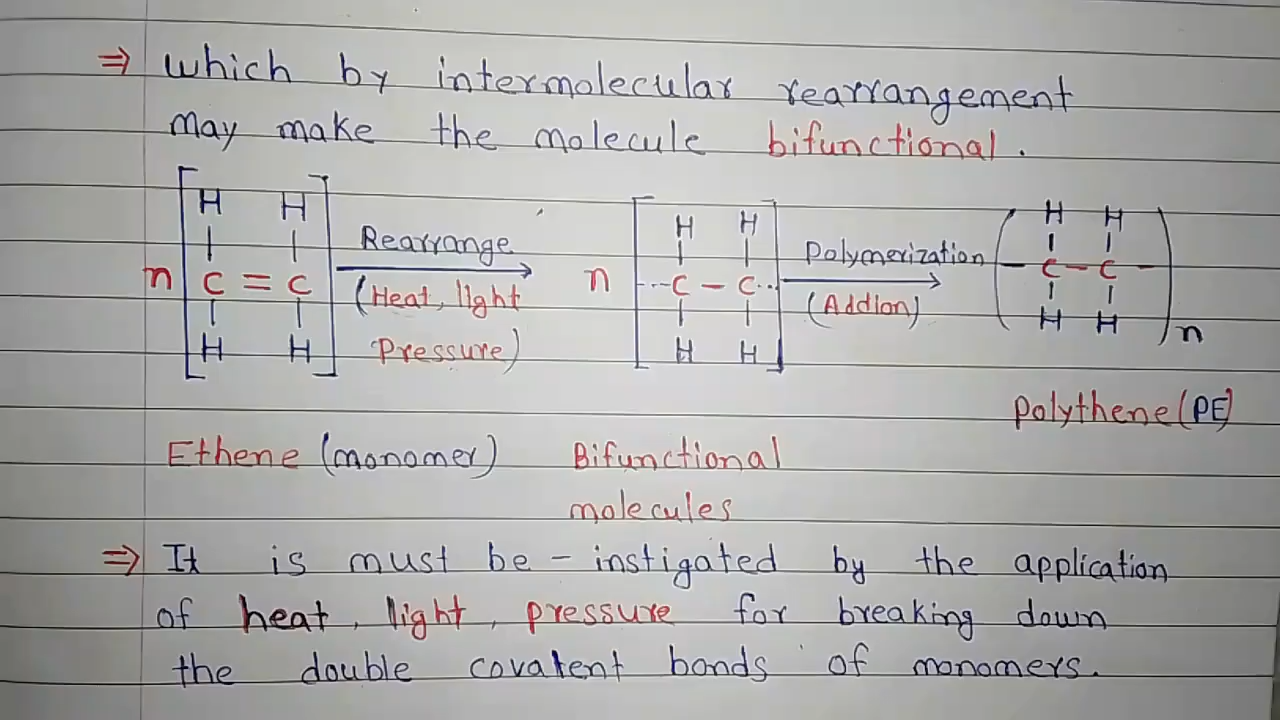 ⇒ which by intermolecular rearrangement
may make the molecule bifunctional.
H H
H H
H H
Rearrange
Polymerization
n C = C
(Heat, light
n --C – C--
(Addion)
– C – C –
H H
Pressure)
H H
H H
n
Polythene (PE)
Ethene (monomer) Bifunctional
molecules
⇒ It is must be – instigated by the application
of heat, light, pressure for breaking down
the double covalent bonds of monomers.